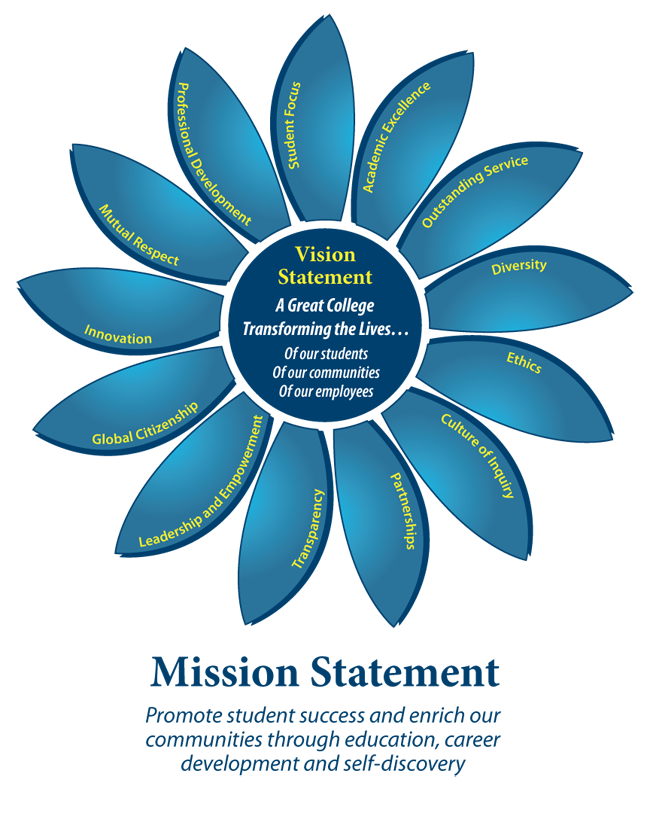 Student Focus
Academic Excellence
Outstanding Service
Diversity
Ethics
Culture of Inquiry
Partnerships
Transparency
Leadership and Empowerment
Global Citizenship
Innovation
Mutual Respect
Professional Development
Vision
Statement
A Great College
Transforming the Lives...
Of our students
Of our communities
Of our employees
Mission Statement
Promote student success and enrich our
communities through education, career
development and self-discovery